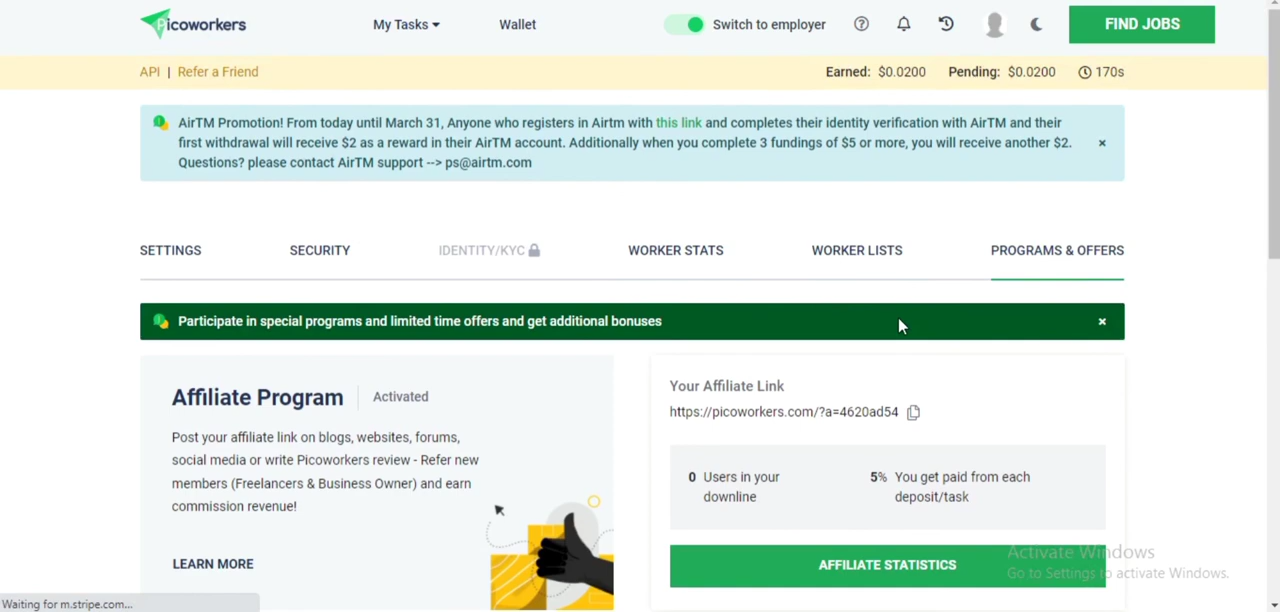 Picoworkers
My Tasks
Wallet
Switch to employer
FIND JOBS
API | Refer a Friend
Earned: $0.0200 Pending: $0.0200 170s
AirTM Promotion! From today until March 31, Anyone who registers in Airtm with this link and completes their identity verification with AirTM and their
first withdrawal will receive $2 as a reward in their AirTM account. Additionally when you complete 3 fundings of $5 or more, you will receive another $2.
Questions? please contact AirTM support --> ps@airtm.com
SETTINGS
SECURITY
IDENTITY/KYC
WORKER STATS
WORKER LISTS
PROGRAMS & OFFERS
Participate in special programs and limited time offers and get additional bonuses
Affiliate Program
Activated
Post your affiliate link on blogs, websites, forums,
social media or write Picoworkers review - Refer new
members (Freelancers & Business Owner) and earn
commission revenue!
LEARN MORE
Your Affiliate Link
https://picoworkers.com/?a=4620ad54
0 Users in your
downline
5% You get paid from each
deposit/task
AFFILIATE STATISTICS
Activate Windows
Go to Settings to activate Windows.
Waiting for m.stripe.com...